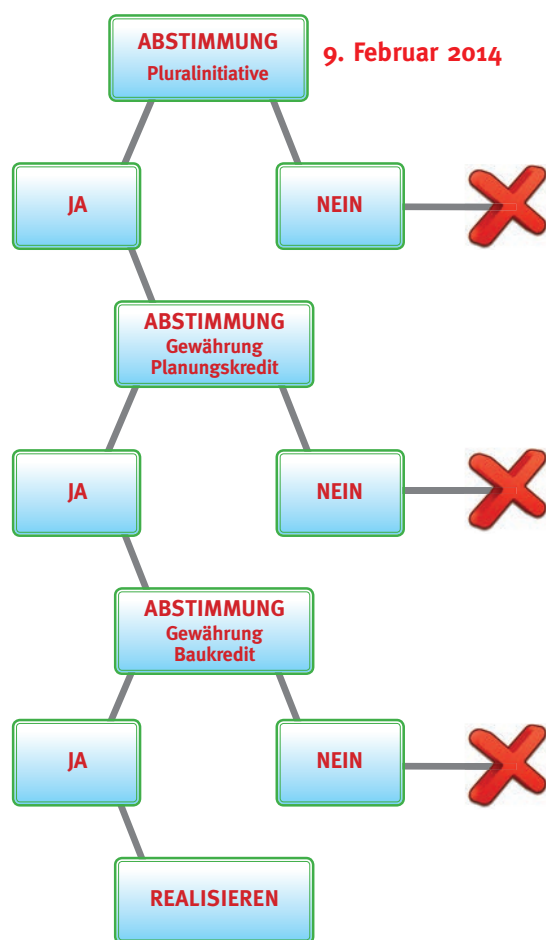 ABSTIMMUNG
Pluralinitiative
9. Februar 2014
JA
NEIN
ABSTIMMUNG
Gewährung
Planungskredit
JA
NEIN
ABSTIMMUNG
Gewährung
Baukredit
JA
NEIN
REALISIEREN